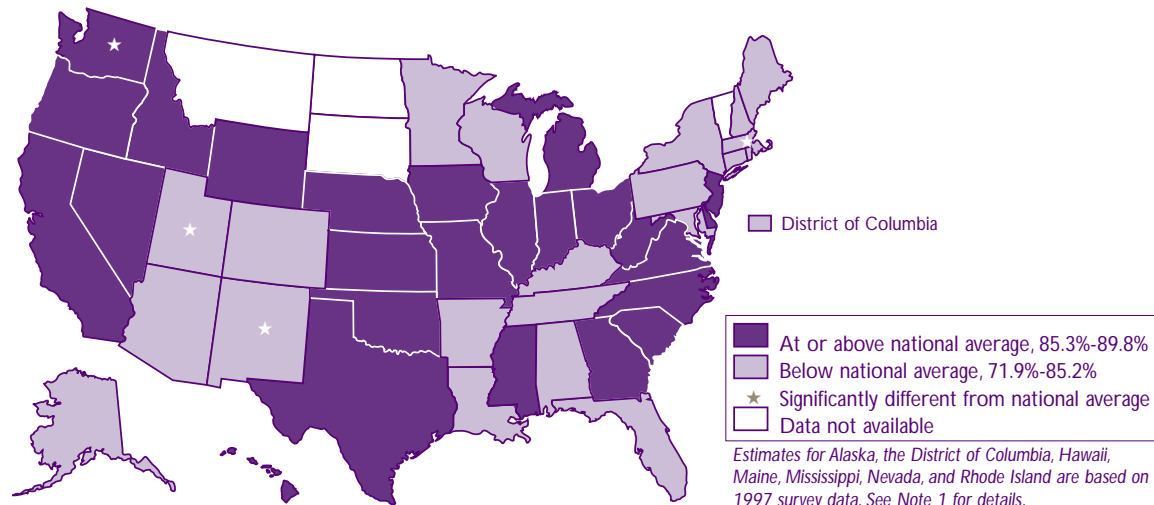 District of Columbia
At or above national average, 85.3%-89.8%
Below national average, 71.9%-85.2%
Significantly different from national average
Data not available
Estimates for Alaska, the District of Columbia, Hawaii,
Maine, Mississippi, Nevada, and Rhode Island are based on
1997 survey data. See Note 1 for details.